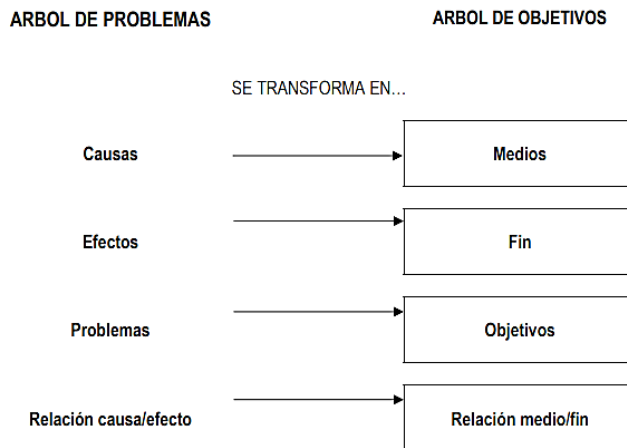 ARBOL DE PROBLEMAS
ARBOL DE OBJETIVOS
SE TRANSFORMA EN...
Causas
Medios
Efectos
Fin
Problemas
Objetivos
Relación causa/efecto
Relación medio/fin